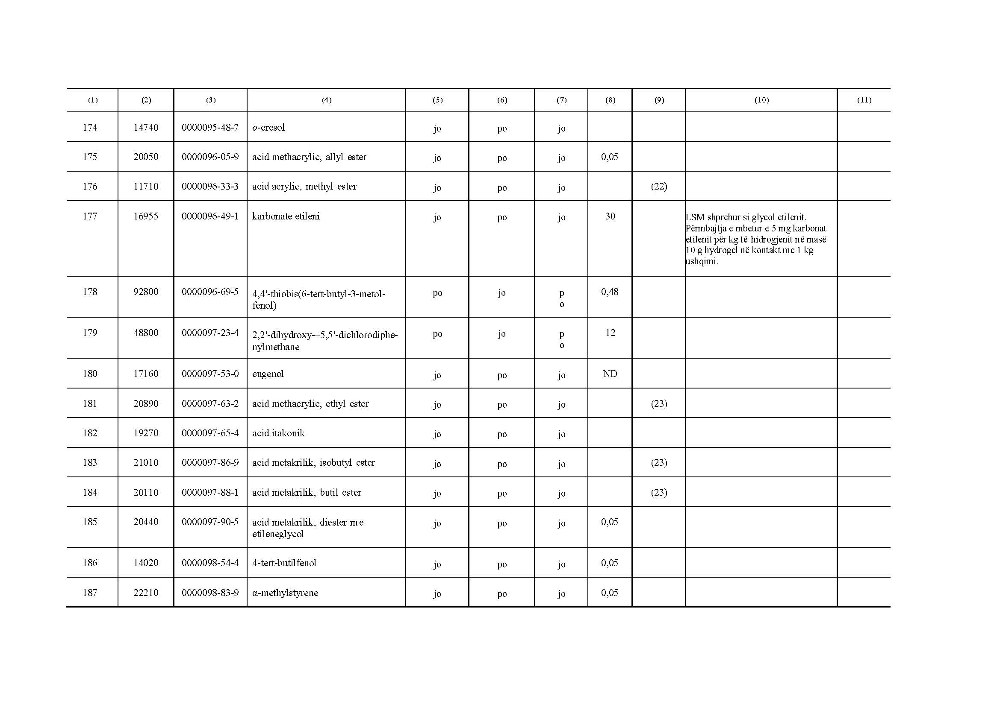 (1) (2) (3) (4) (5) (6) (7) (8) (9) (10) (11)
174 14740 0000095-48-7 o-cresol jo po jo
175 20050 0000096-05-9 acid methacrylic, allyl ester jo po jo 0,05
176 11710 0000096-33-3 acid acrylic, methyl ester jo po jo (22)
177 16955 0000096-49-1 karbonate etileni jo po jo 30 LSM shprehur si glycol etilenit.
Përmbajtja e mbetur e 5 mg karbonat
etilenit për kg të hidrogjenit në masë
10 g hydrogel në kontakt me 1 kg
ushqimi.
178 92800 0000096-69-5 4,4′-thiobis(6-tert-butyl-3-metol- po jo p 0,48
fenol) o
179 48800 0000097-23-4 2,2′-dihydroxy-–5,5′-dichlorodiphe- po jo p 12
nylmethane o
180 17160 0000097-53-0 eugenol jo po jo ND
181 20890 0000097-63-2 acid methacrylic, ethyl ester jo po jo (23)
182 19270 0000097-65-4 acid itakonik jo po jo
183 21010 0000097-86-9 acid metakrilik, isobutyl ester jo po jo (23)
184 20110 0000097-88-1 acid metakrilik, butil ester jo po jo (23)
185 20440 0000097-90-5 acid metakrilik, diester me jo po jo 0,05
etileneglycol
186 14020 0000098-54-4 4-tert-butilfenol jo po jo 0,05
187 22210 0000098-83-9 α-methylstyrene jo po jo 0,05